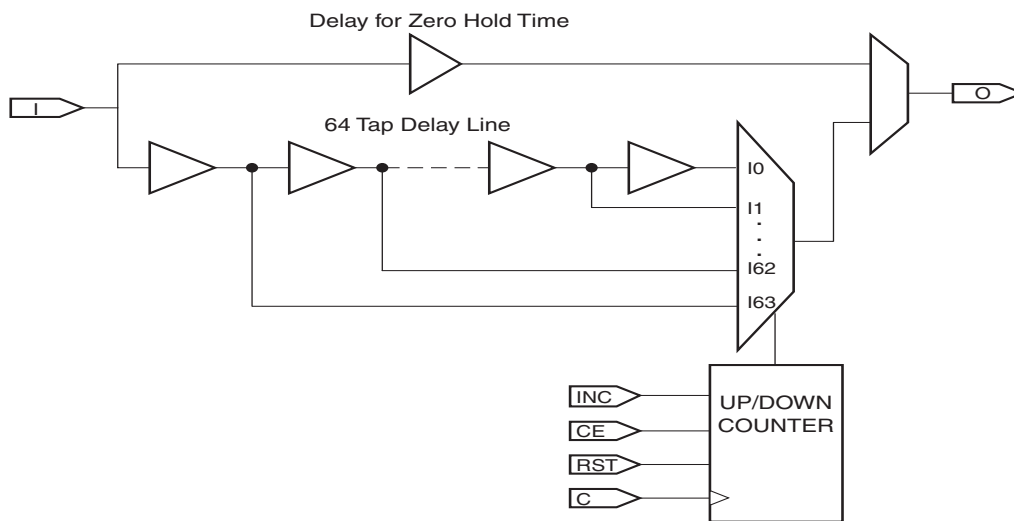 Delay for Zero Hold Time
I
O
64 Tap Delay Line
I0
I1
I62
I63
INC
CE
RST
C
UP/DOWN
COUNTER